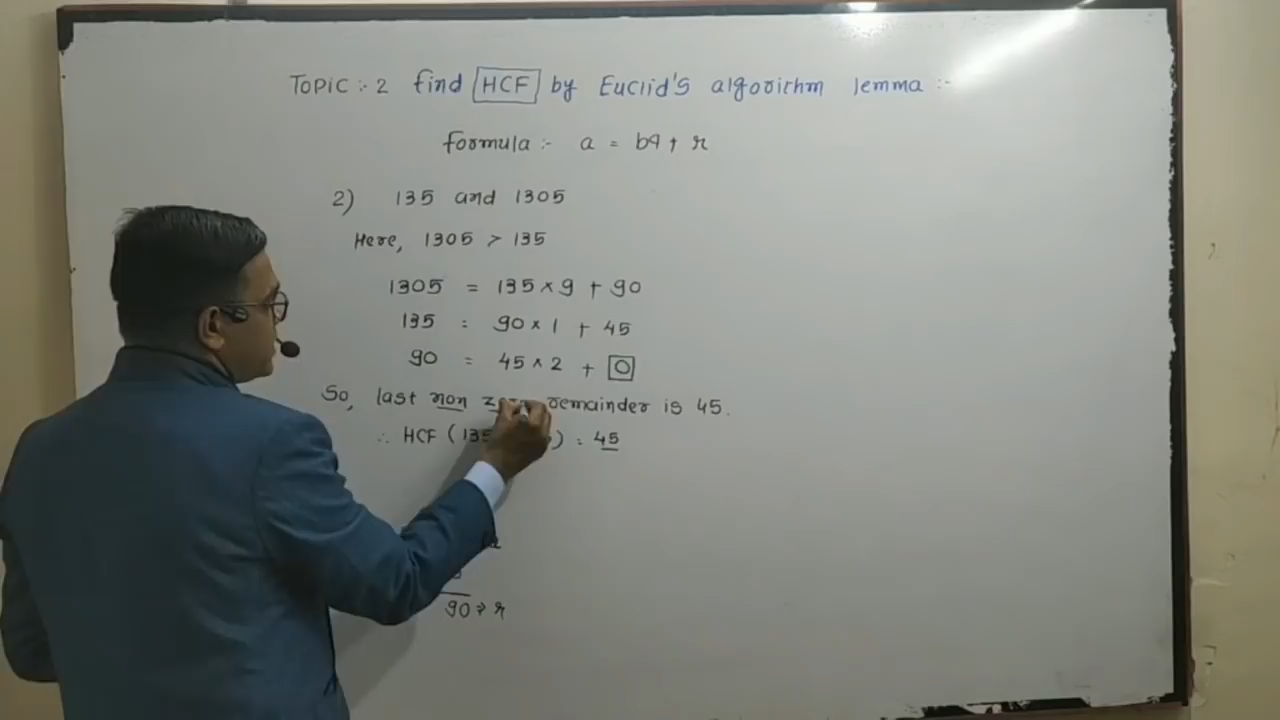 TOPIC :- 2 find HCF by Euclid's algorithm lemma :-
formula :- a = bq + r
2) 135 and 1305
Here, 1305 > 135
1305 = 135 × 9 + 90
135 = 90 × 1 + 45
90 = 45 × 2 + 0
So, last non remainder is 45.
∴ HCF (135 ) = 45
90 → r